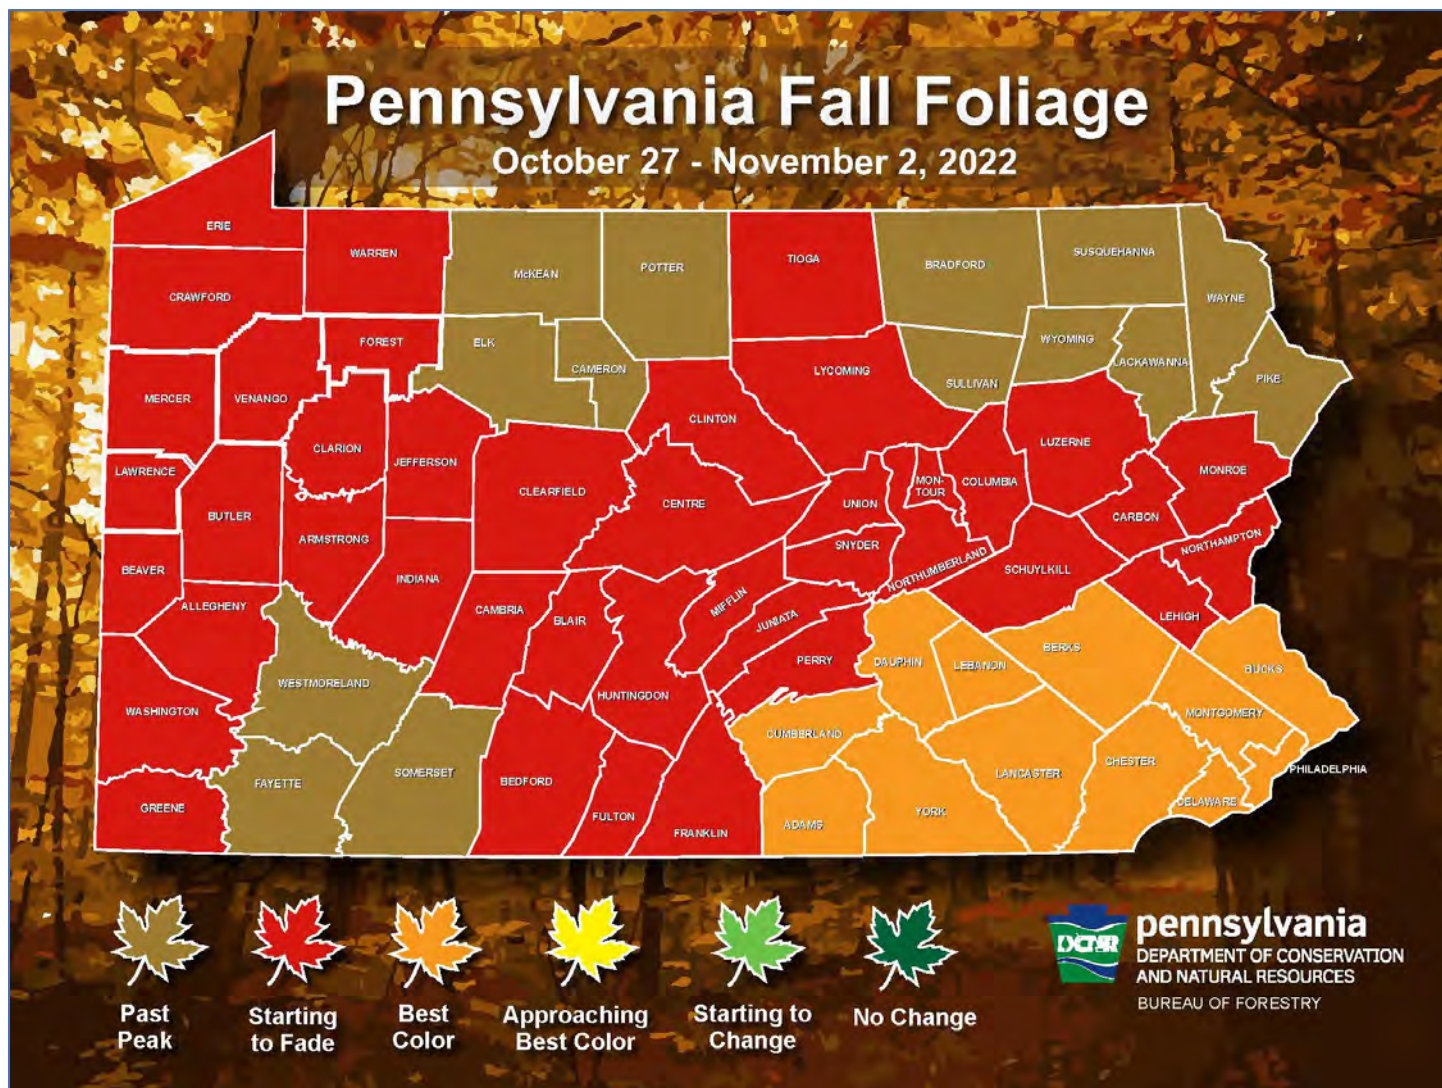 Pennsylvania Fall Foliage
October 27 - November 2, 2022
ERIE
WARREN
McKEAN
POTTER
TIOGA
BRADFORD
SUSQUEHANNA
WAYNE
CRAWFORD
FOREST
ELK
CAMERON
LYCOMING
SULLIVAN
WYOMING
LACKAWANNA
PIKE
MERCER
VENANGO
CLINTON
LUZERNE
CLARION
JEFFERSON
LAWRENCE
CLEARFIELD
CENTRE
UNION
MON-
TOUR
COLUMBIA
MONROE
BUTLER
ARMSTRONG
SNYDER
CARBON
NORTHAMPTON
BEAVER
INDIANA
NORTHUMBERLAND
SCHUYLKILL
ALLEGHENY
CAMBRIA
BLAIR
MIFFLIN
JUNIATA
LEHIGH
WESTMORELAND
HUNTINGDON
PERRY
DAUPHIN
LEBANON
BERKS
BUCKS
WASHINGTON
CUMBERLAND
MONTGOMERY
FAYETTE
SOMERSET
BEDFORD
LANCASTER
CHESTER
PHILADELPHIA
GREENE
FULTON
FRANKLIN
ADAMS
YORK
DELAWARE
Past
Peak
Starting
to Fade
Best
Color
Approaching
Best Color
Starting to
Change
No Change
DCNR
pennsylvania
DEPARTMENT OF CONSERVATION
AND NATURAL RESOURCES
BUREAU OF FORESTRY